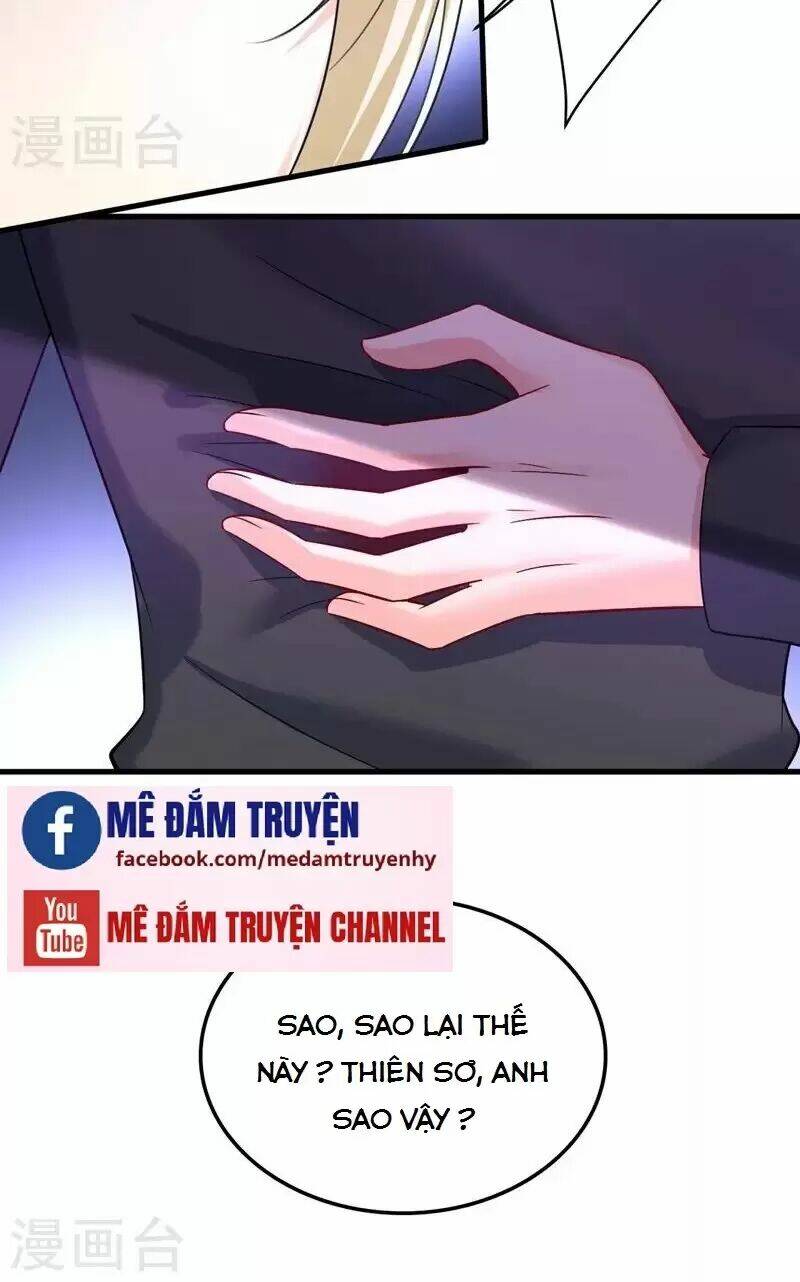 漫画台
MÊ ĐẮM TRUYỆN
facebook.com/medamtruyenhy
You
Tube
MÊ ĐẮM TRUYỆN CHANNEL
SAO, SAO LẠI THẾ
NÀY ? THIÊN SƠ, ANH
SAO VẬY ?
漫画台